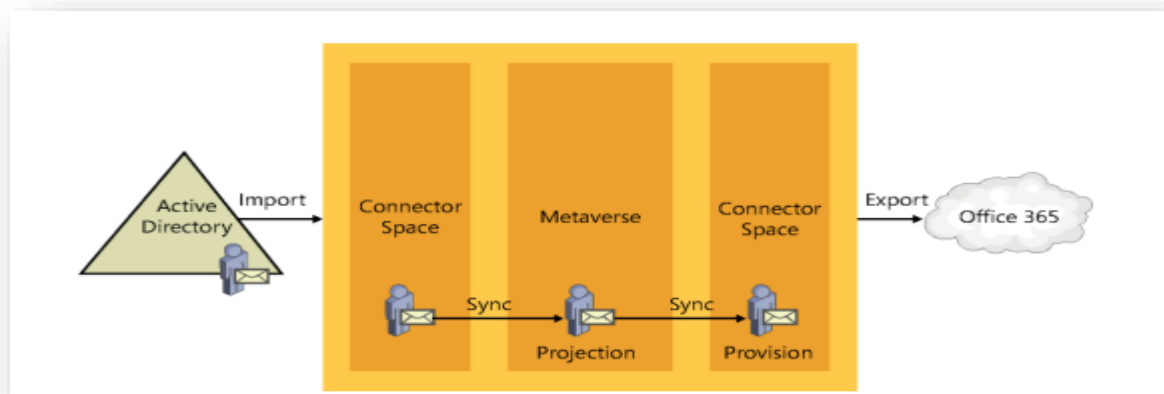 Active
Directory
Import
Connector
Space
Metaverse
Connector
Space
Export
Office 365
Sync
Sync
Projection
Provision